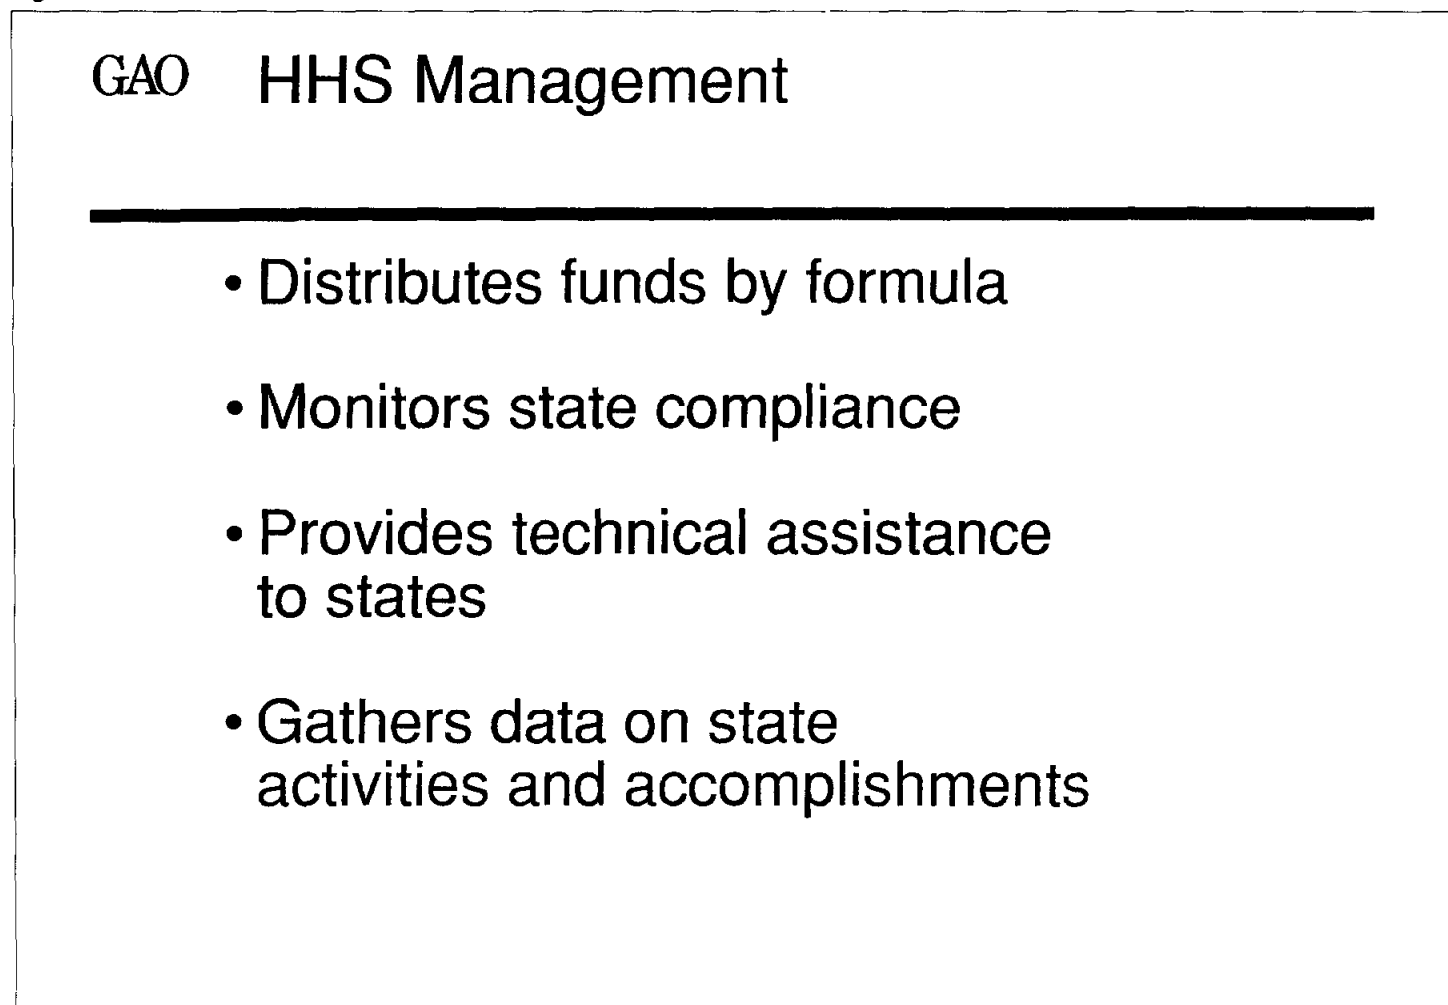 GAO HHS Management
• Distributes funds by formula
• Monitors state compliance
• Provides technical assistance
to states
• Gathers data on state
activities and accomplishments